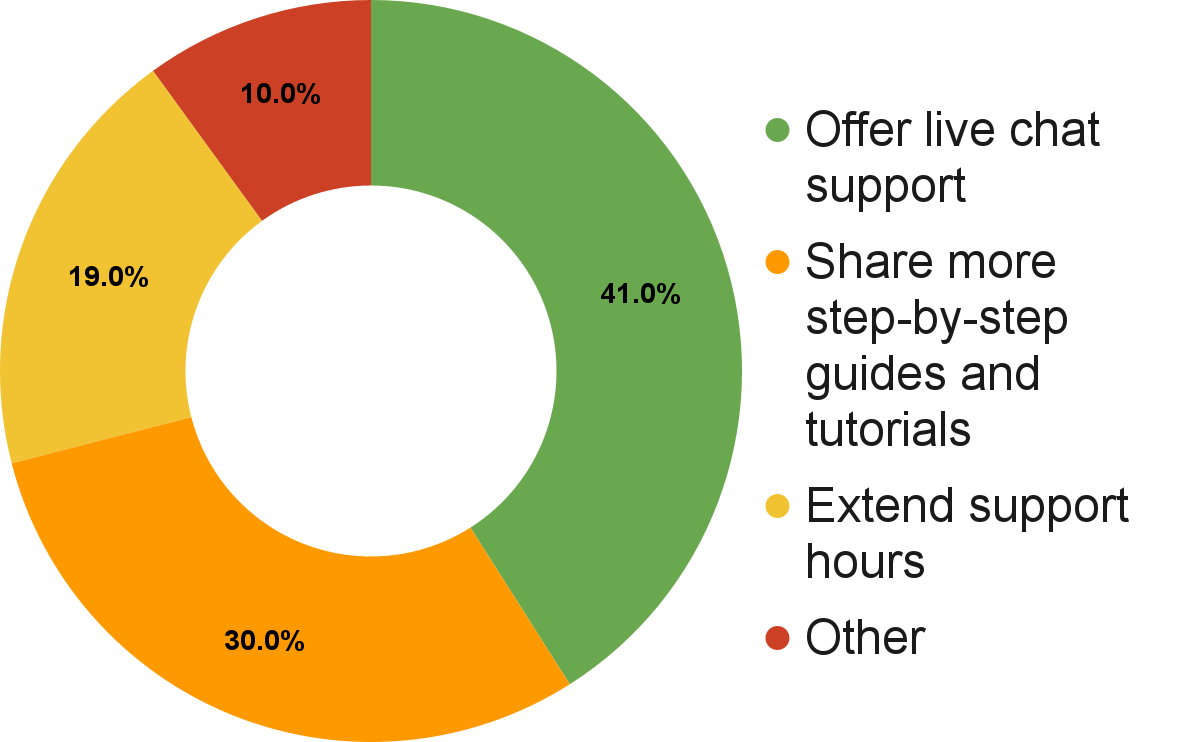 10.0%
41.0%
19.0%
30.0%
Offer live chat
support
Share more
step-by-step
guides and
tutorials
Extend support
hours
Other